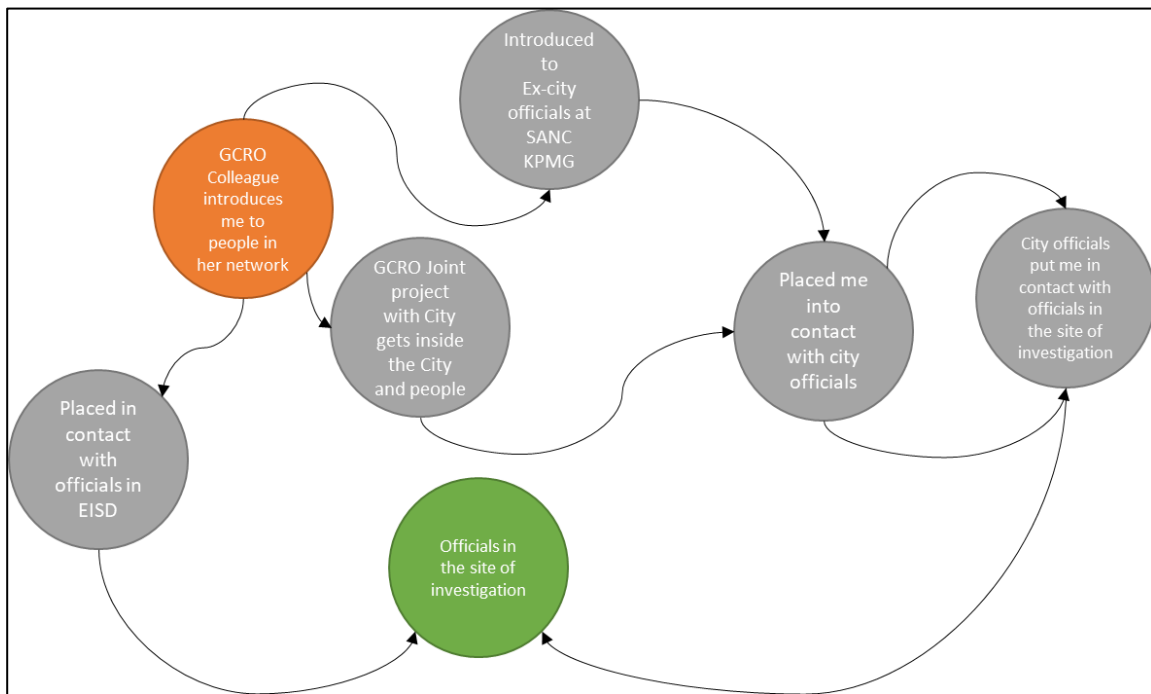 Introduced
to
Ex-city
officials at
SANC
KPMG
GCRO
Colleague
introduces
me to
people in
her network
GCRO Joint
project
with City
gets inside
the City
and people
Placed me
into
contact
with city
officials
City officials
put me in
contact with
officials in
the site of
investigation
Placed in
contact
with
officials in
EISD
Officials in
the site of
investigation